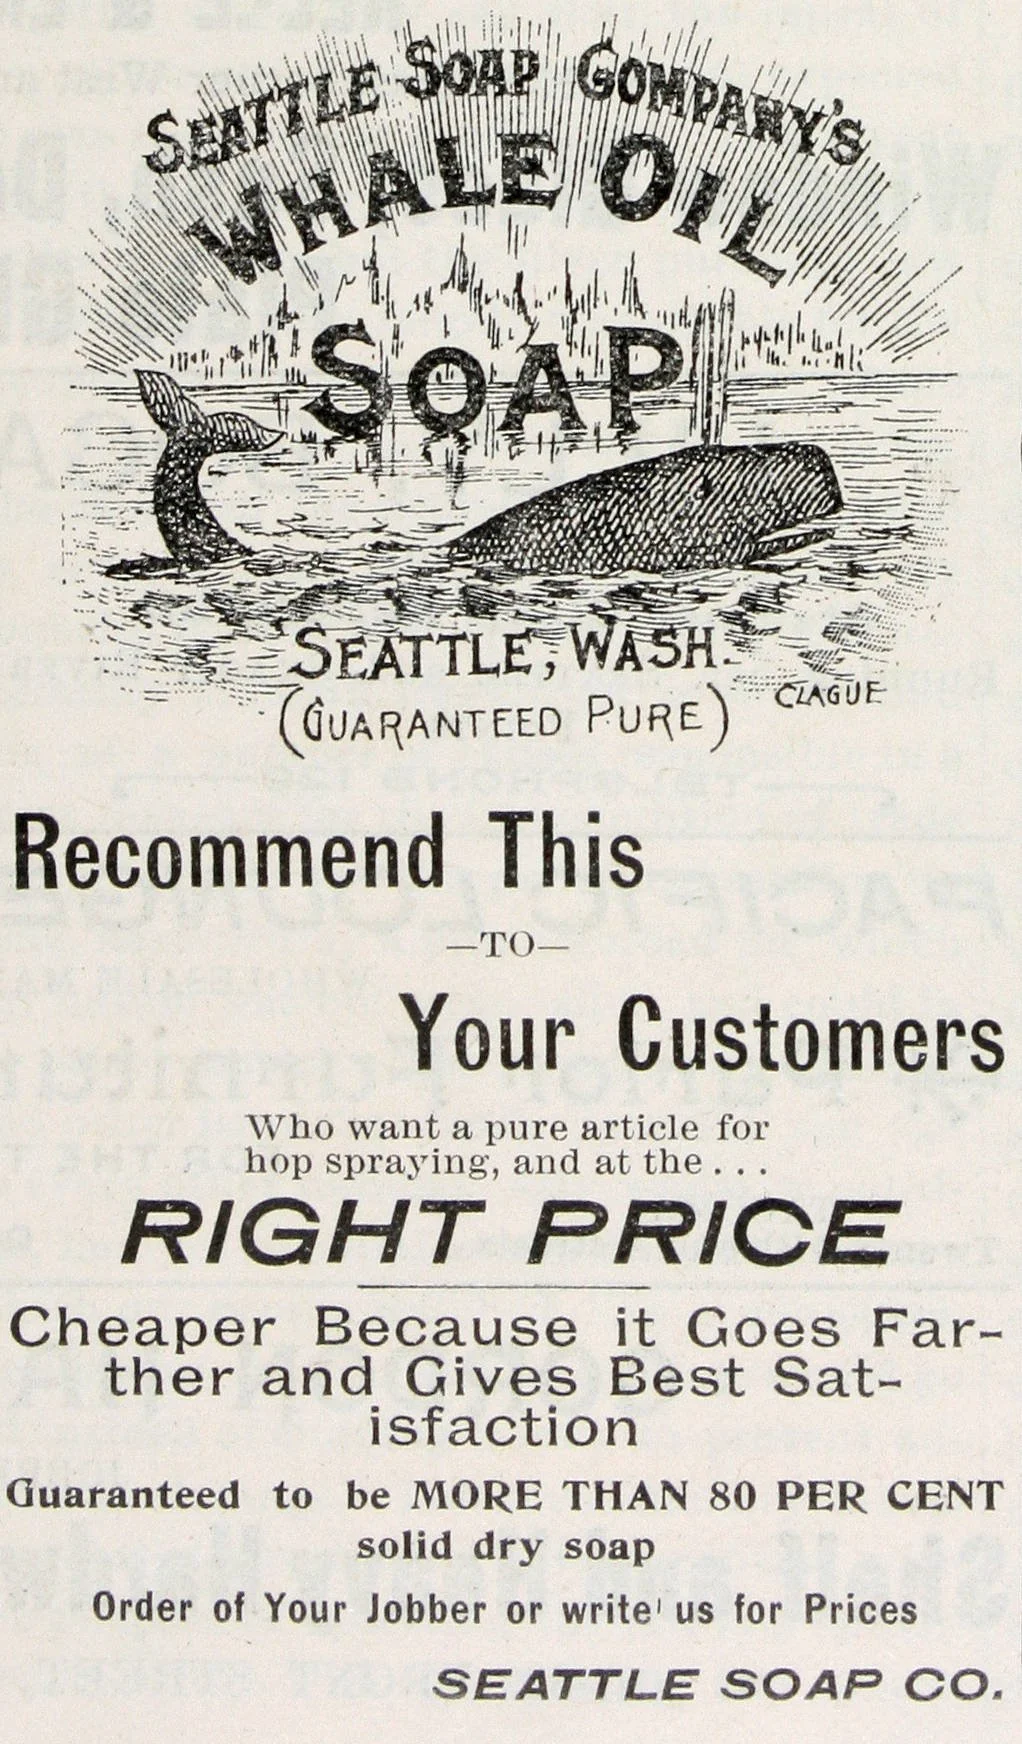 SEATTLE SOAP COMPANY'S
WHALE OIL
SOAP
SEATTLE, WASH.
(GUARANTEED PURE)
CLAGUE
Recommend This
—TO—
Your Customers
Who want a pure article for
hop spraying, and at the . . .
RIGHT PRICE
Cheaper Because it Goes Far-
ther and Gives Best Sat-
isfaction
Guaranteed to be MORE THAN 80 PER CENT
solid dry soap
Order of Your Jobber or write us for Prices
SEATTLE SOAP CO.